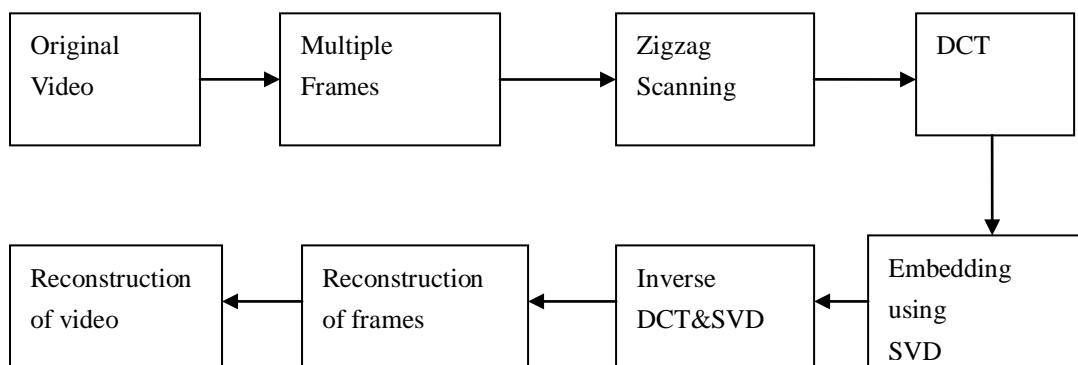 Original
Video
Multiple
Frames
Zigzag
Scanning
DCT
Embedding
using
SVD
Inverse
DCT&SVD
Reconstruction
of frames
Reconstruction
of video